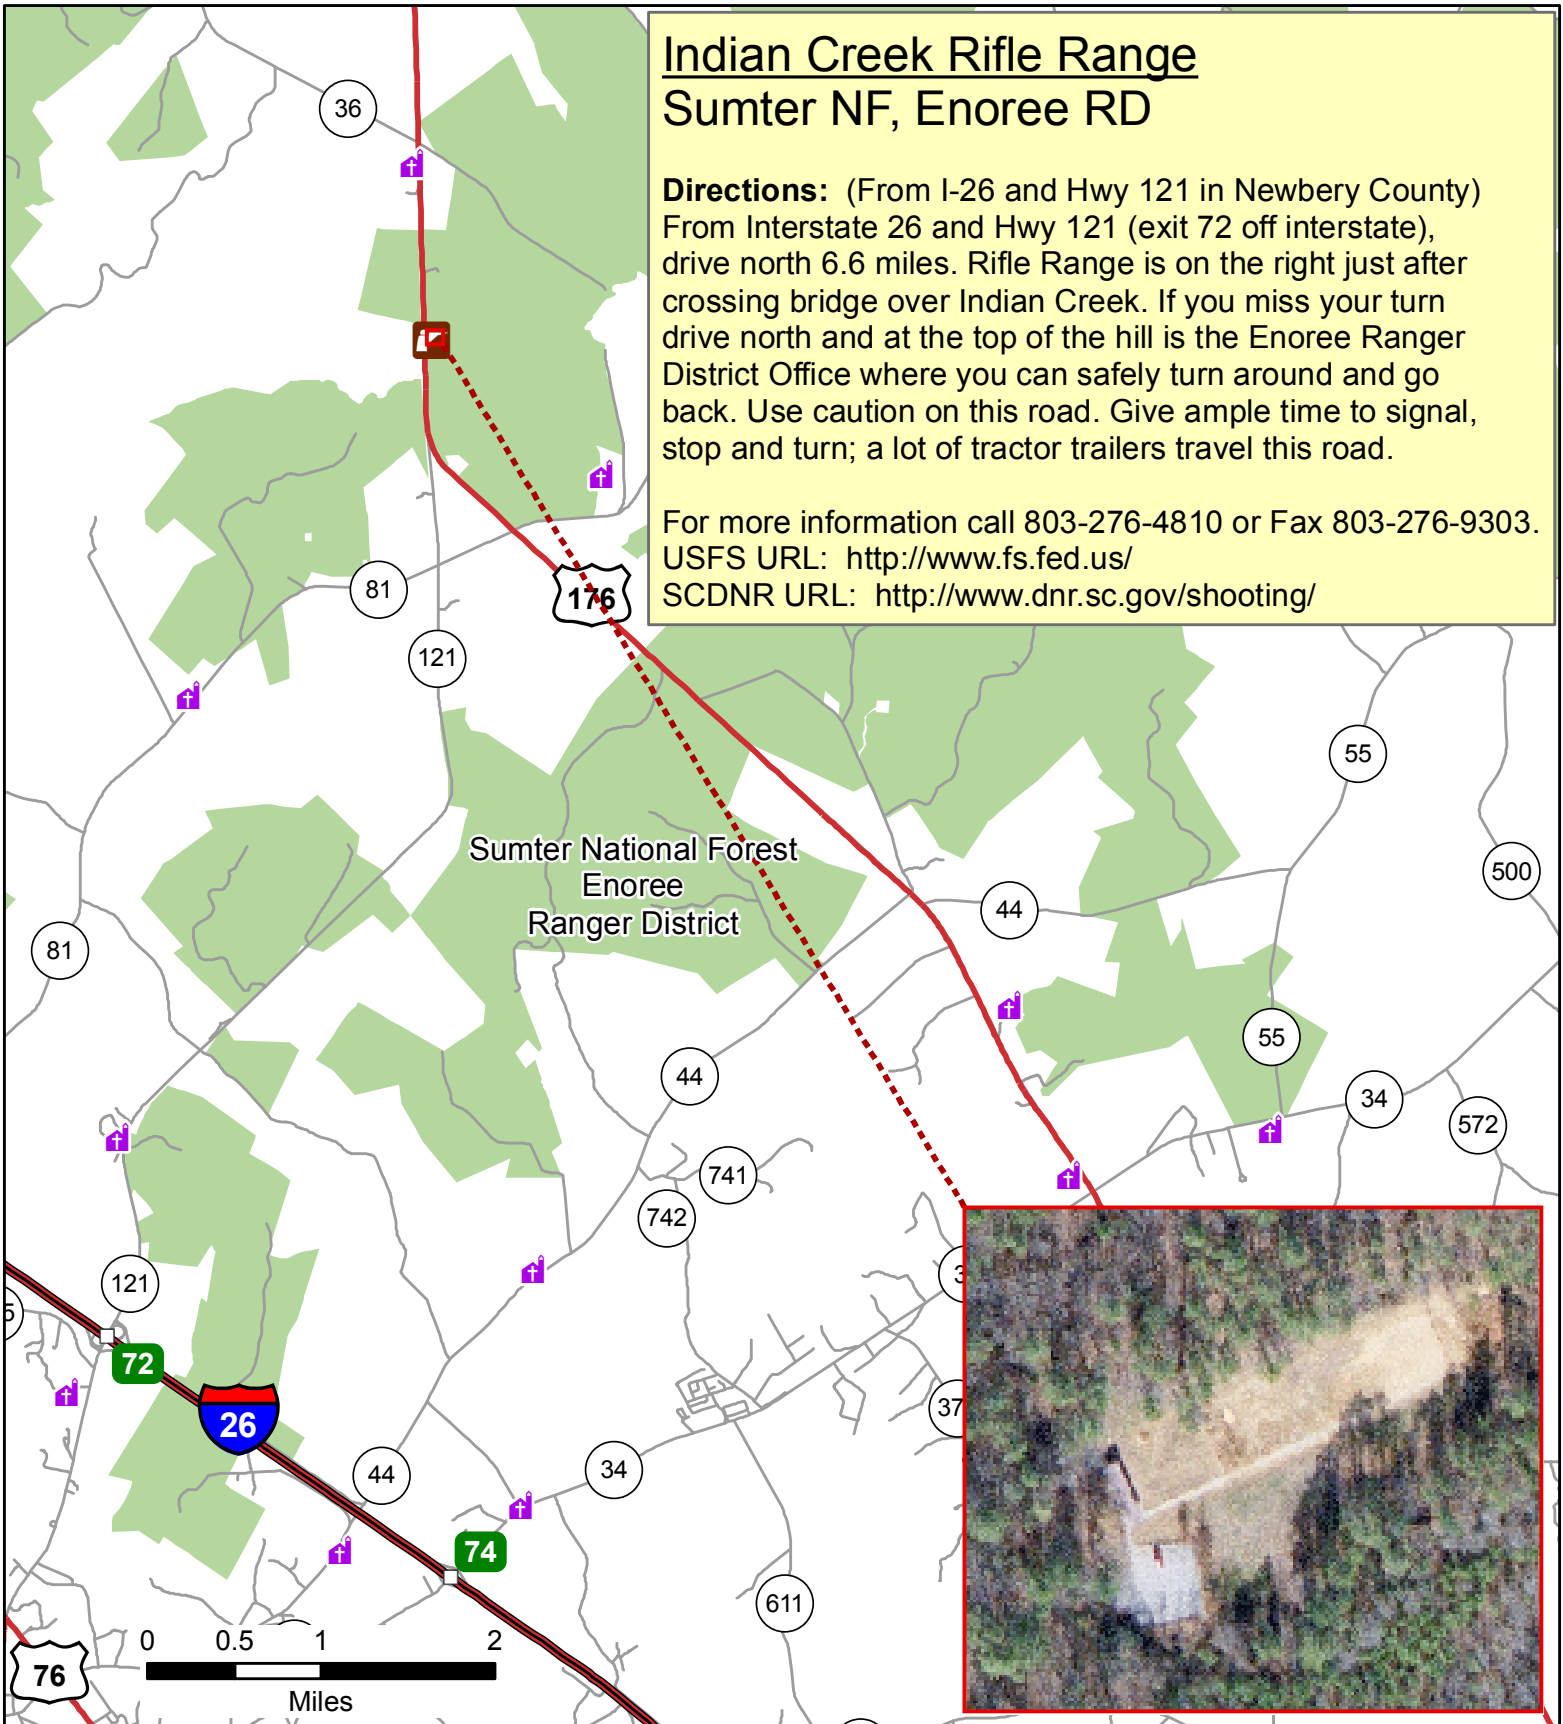 Indian Creek Rifle Range
Sumter NF, Enoree RD
Directions: (From I-26 and Hwy 121 in Newbery County)
From Interstate 26 and Hwy 121 (exit 72 off interstate),
drive north 6.6 miles. Rifle Range is on the right just after
crossing bridge over Indian Creek. If you miss your turn
drive north and at the top of the hill is the Enoree Ranger
District Office where you can safely turn around and go
back. Use caution on this road. Give ample time to signal,
stop and turn; a lot of tractor trailers travel this road.
For more information call 803-276-4810 or Fax 803-276-9303.
USFS URL: http://www.fs.fed.us/
SCDNR URL: http://www.dnr.sc.gov/shooting/
36
81
176
121
55
Sumter National Forest
Enoree
Ranger District
500
44
81
55
44
34
572
741
742
121
72
26
37
44
34
74
611
0 0.5 1 2
Miles
76